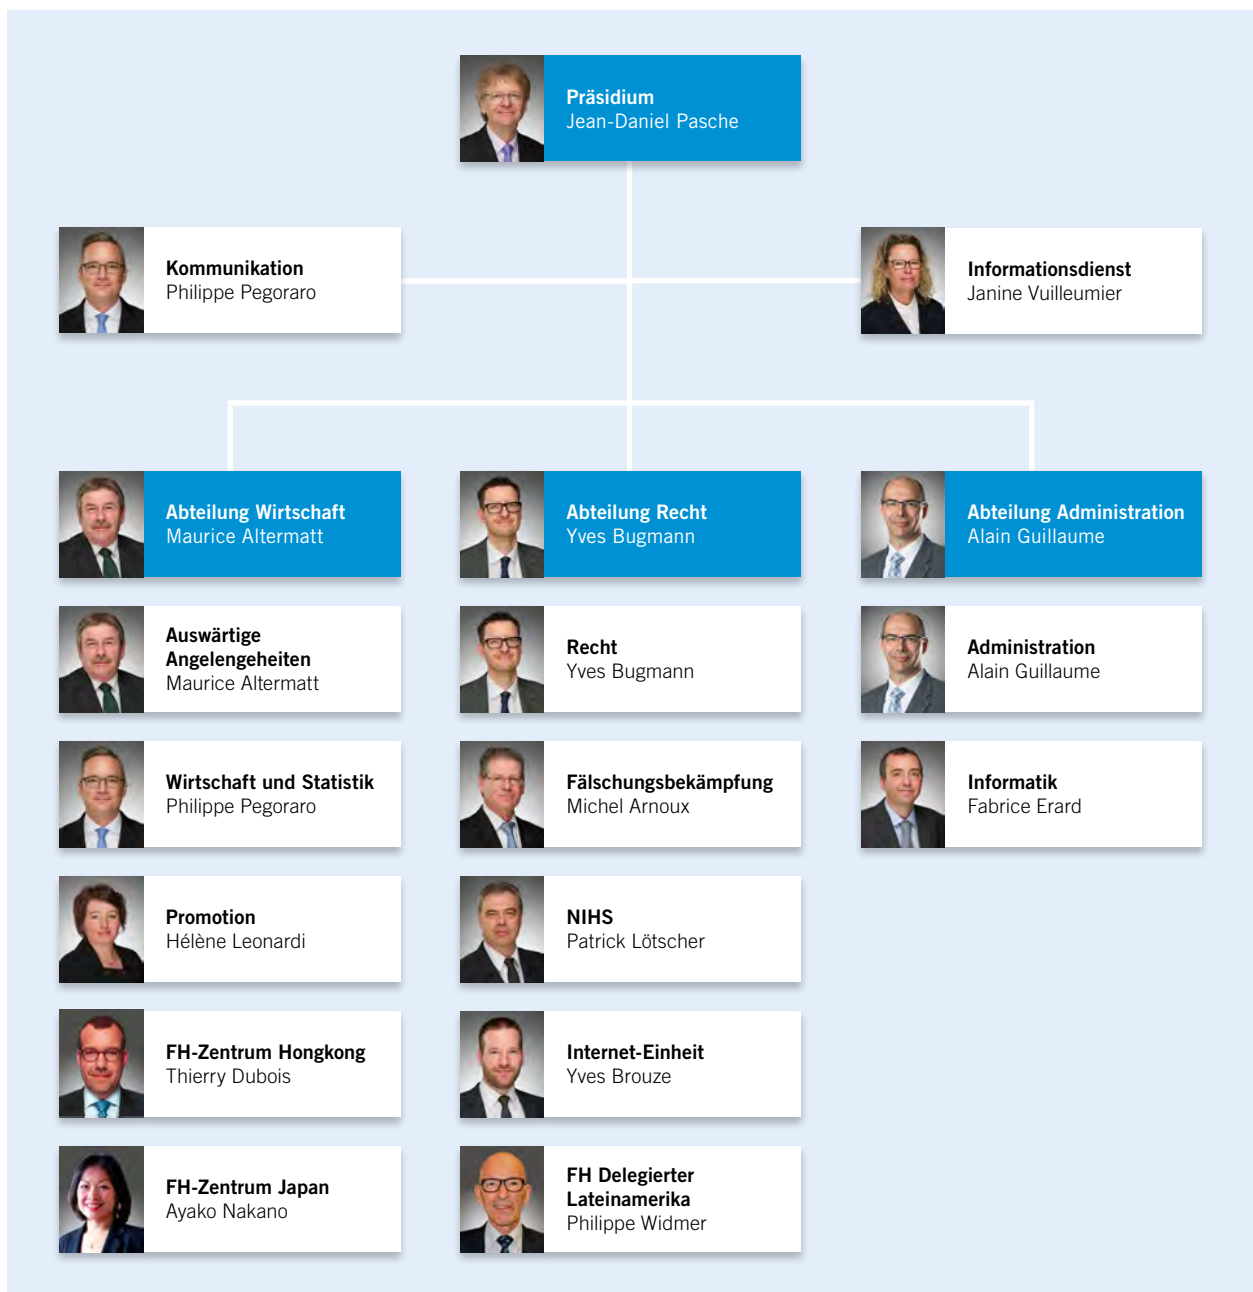 Präsidium
Jean-Daniel Pasche
Kommunikation
Philippe Pegoraro
Informationsdienst
Janine Vuilleumier
Abteilung Wirtschaft
Maurice Altermatt
Auswärtige
Angelengeheiten
Maurice Altermatt
Wirtschaft und Statistik
Philippe Pegoraro
Promotion
Hélène Leonardi
FH-Zentrum Hongkong
Thierry Dubois
FH-Zentrum Japan
Ayako Nakano
Abteilung Recht
Yves Bugmann
Recht
Yves Bugmann
Fälschungsbekämpfung
Michel Arnoux
NIHS
Patrick Lötscher
Internet-Einheit
Yves Brouze
FH Delegierter
Lateinamerika
Philippe Widmer
Abteilung Administration
Alain Guillaume
Administration
Alain Guillaume
Informatik
Fabrice Erard